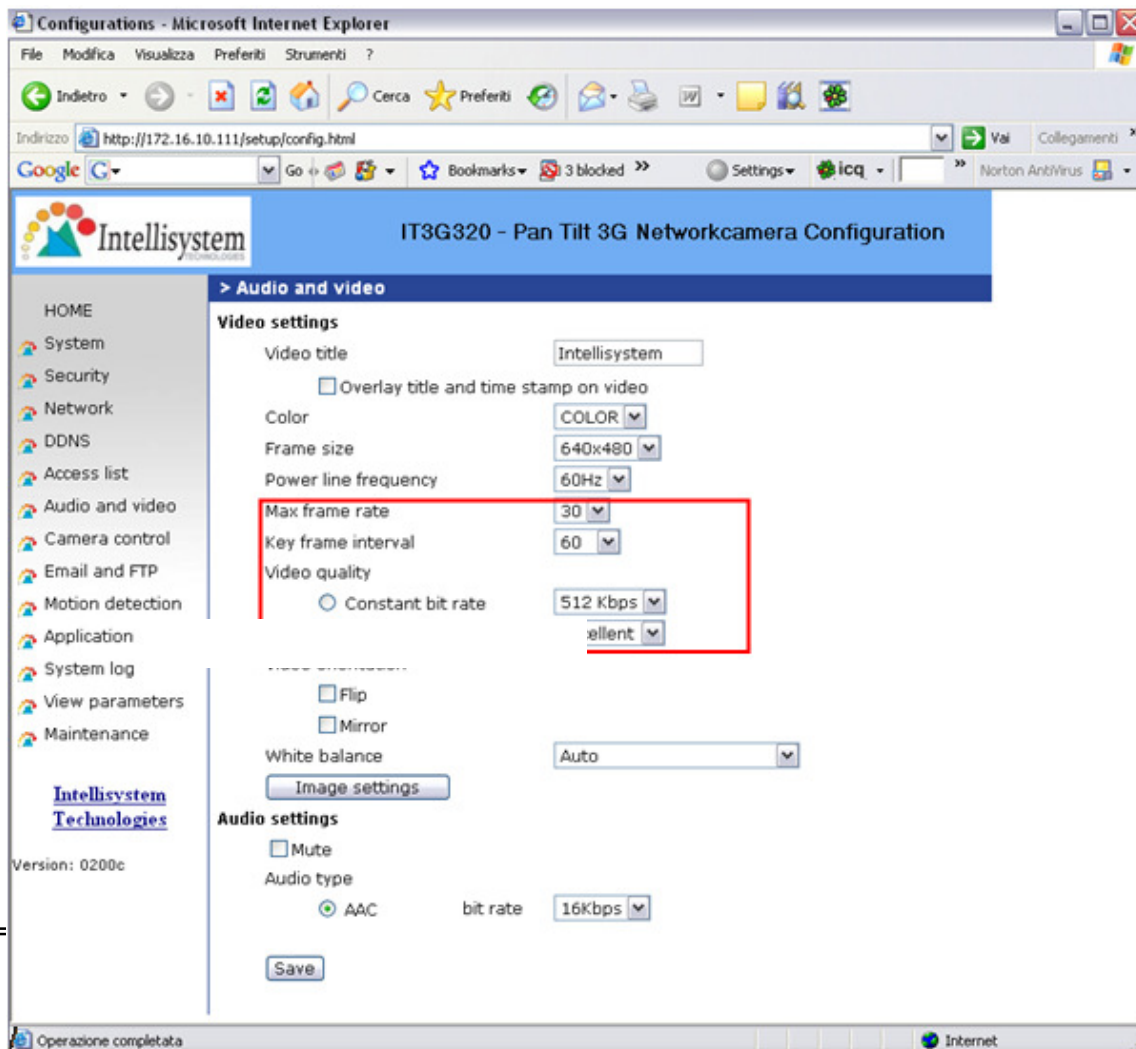 Configurations - Microsoft Internet Explorer
File Modifica Visualizza Preferiti Strumenti ?
Indietro Cerca Preferiti
Indirizzo http://172.16.10.111/setup/config.html Vai Collegamenti »
Google G Go Bookmarks 3 blocked » Settings icq - » Norton AntiVirus
Intellisystem
TECHNOLOGIES
IT3G320 - Pan Tilt 3G Networkcamera Configuration
HOME
System
Security
Network
DDNS
Access list
Audio and video
Camera control
Email and FTP
Motion detection
Application
System log
View parameters
Maintenance
Intellisystem
Technologies
Version: 0200c
> Audio and video
Video settings
Video title Intellisystem
Overlay title and time stamp on video
Color COLOR
Frame size 640x480
Power line frequency 60Hz
Max frame rate 30
Key frame interval 60
Video quality
Constant bit rate 512 Kbps
ellent
Flip
Mirror
White balance Auto
Image settings
Audio settings
Mute
Audio type
AAC bit rate 16Kbps
Save
Operazione completata Internet